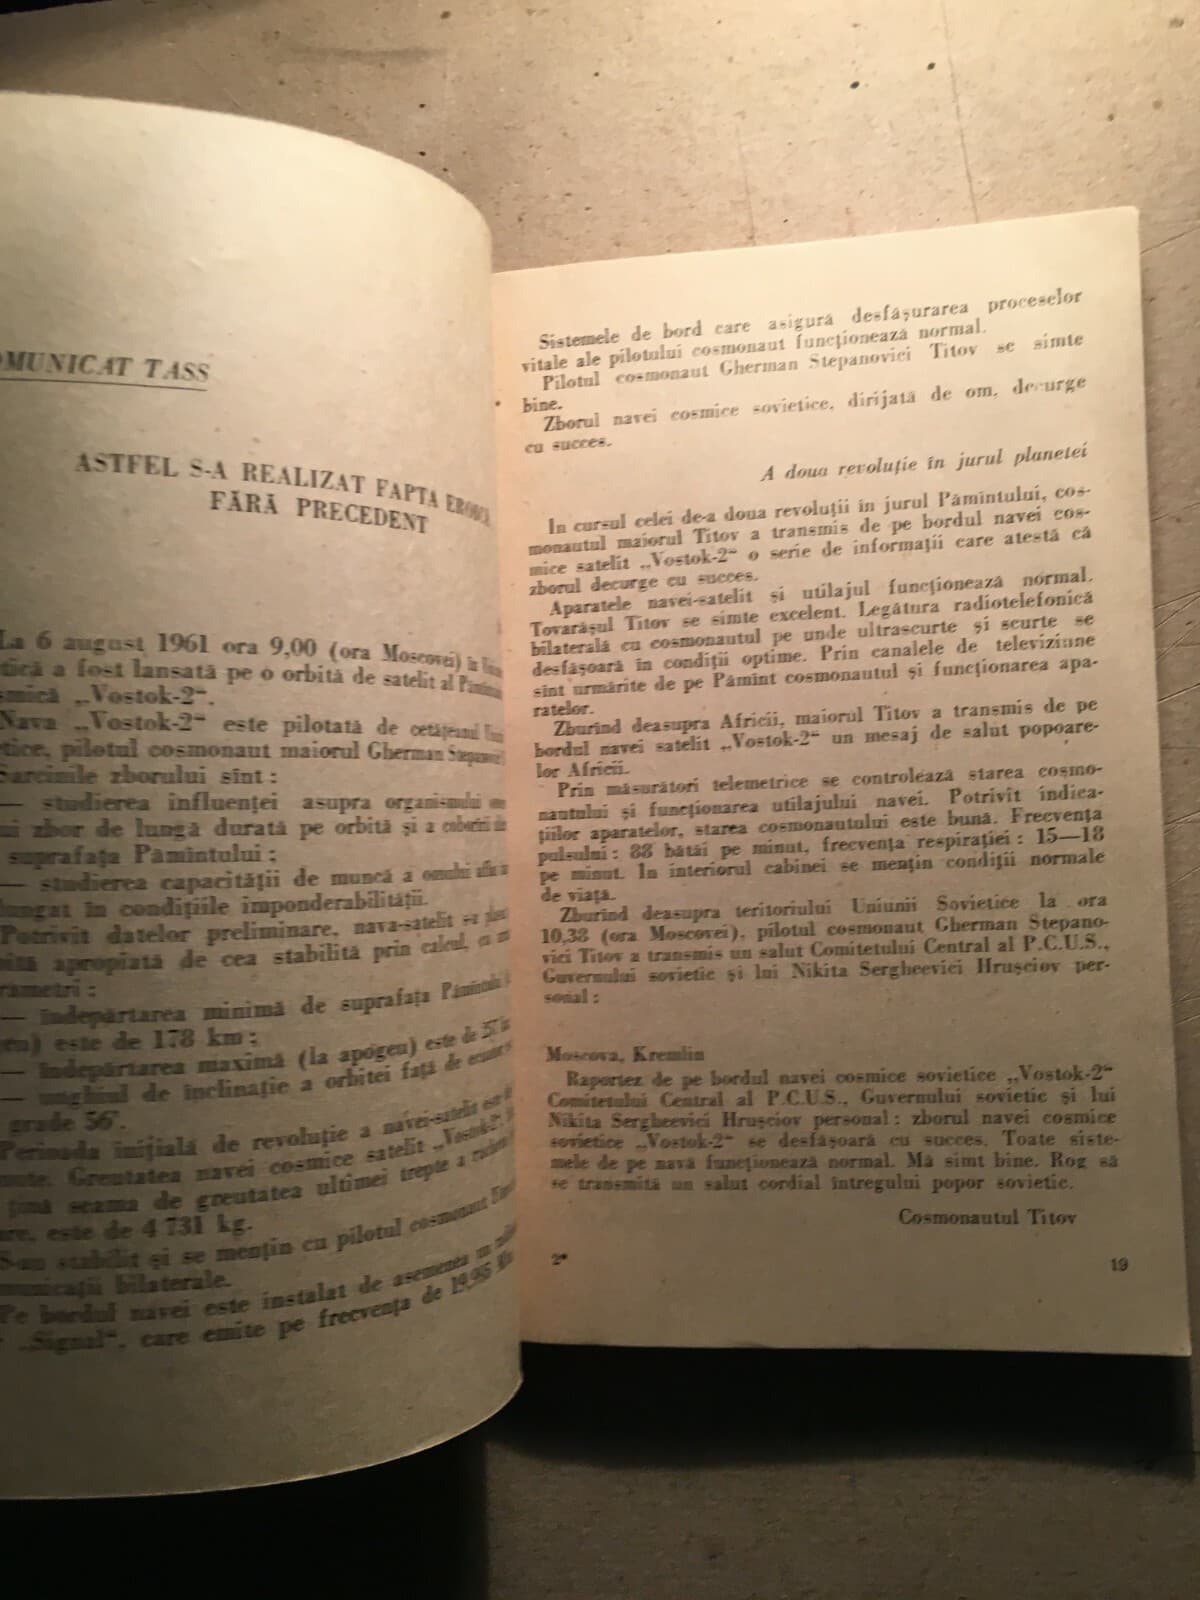 MUNICAT TASS
ASTFEL S-A REALIZAT FAPTA
FĂRĂ PRECEDENT
La 6 august 1961 ora 9,00 (ora Moscovei) în
a fost lansată pe o orbită de satelit al
„Vostok-2“.
Nava „Vostok-2“ este pilotată de cetățeanul
pilotul cosmonaut maiorul Gherman
Sarcinile zborului sînt :
— studierea influenței asupra organismului
zbor de lungă durată pe orbită și a
suprafața Pămîntului ;
— studierea capacității de muncă a omului
în condițiile imponderabilității.
Potrivit datelor preliminare, nava-satelit
apropiată de cea stabilită prin calcul, cu
— îndepărtarea minimă de suprafața Pămîntului
este de 178 km ;
— îndepărtarea maximă (la apogeu) este de
— unghiul de înclinație a orbitei față de
grade 56'.
Perioada inițială de revoluție a navei-satelit
Greutatea navei cosmice satelit „Vostok-2“,
seama de greutatea ultimei trepte a
este de 4 731 kg.
S-au stabilit și se mențin cu pilotul cosmonaut
bilaterale.
Pe bordul navei este instalat de asemenea un
„Signal“, care emite pe frecvența de 19,995
Sistemele de bord care asigură desfășurarea proceselor
vitale ale pilotului cosmonaut funcționează normal.
Pilotul cosmonaut Gherman Stepanovici Titov se simte
bine.
Zborul navei cosmice sovietice, dirijată de om, decurge
cu succes.
A doua revoluție în jurul planetei
In cursul celei de-a doua revoluții în jurul Pămîntului, cos-
monautul maiorul Titov a transmis de pe bordul navei cos-
mice satelit „Vostok-2“ o serie de informații care atestă că
zborul decurge cu succes.
Aparatele navei-satelit și utilajul funcționează normal.
Tovarășul Titov se simte excelent. Legătura radiotelefonică
bilaterală cu cosmonautul pe unde ultrascurte și scurte se
desfășoară în condiții optime. Prin canalele de televiziune
sînt urmărite de pe Pămînt cosmonautul și funcționarea apa-
ratelor.
Zburînd deasupra Africii, maiorul Titov a transmis de pe
bordul navei satelit „Vostok-2“ un mesaj de salut popoare-
lor Africii.
Prin măsurători telemetrice se controlează starea cosmo-
nautului și funcționarea utilajului navei. Potrivit indica-
țiilor aparatelor, starea cosmonautului este bună. Frecvența
pulsului : 88 bătăi pe minut, frecvența respirației : 15—18
pe minut. In interiorul cabinei se mențin condiții normale
de viață.
Zburînd deasupra teritoriului Uniunii Sovietice la ora
10,38 (ora Moscovei), pilotul cosmonaut Gherman Stepano-
vici Titov a transmis un salut Comitetului Central al P.C.U.S.,
Guvernului sovietic și lui Nikita Sergheevici Hrușciov per-
sonal :
Moscova, Kremlin
Raportez de pe bordul navei cosmice sovietice „Vostok-2“
Comitetului Central al P.C.U.S., Guvernului sovietic și lui
Nikita Sergheevici Hrușciov personal : zborul navei cosmice
sovietice „Vostok-2“ se desfășoară cu succes. Toate siste-
mele de pe navă funcționează normal. Mă simt bine. Rog să
se transmită un salut cordial întregului popor sovietic.
Cosmonautul Titov
2*
19